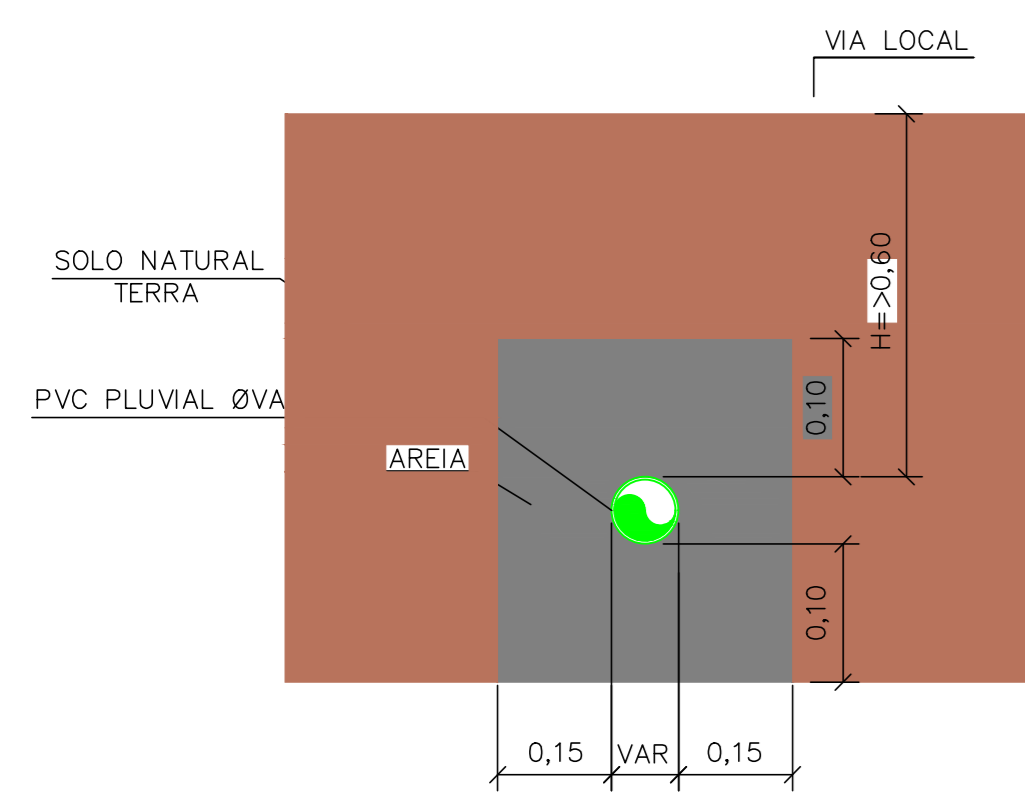 VIA LOCAL
SOLO NATURAL
TERRA
H=>0,60
0,10
PVC PLUVIAL ØVA
AREIA
0,10
0,15
VAR
0,15